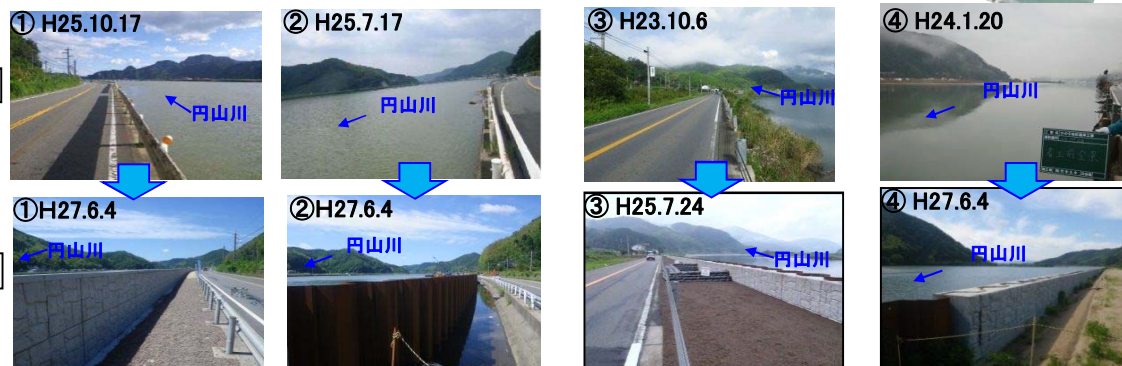 ① H25.10.17
② H25.7.17
③ H23.10.6
④ H24.1.20
円山川
円山川
円山川
円山川
①H27.6.4
②H27.6.4
③ H25.7.24
④ H27.6.4
円山川
円山川
円山川
円山川